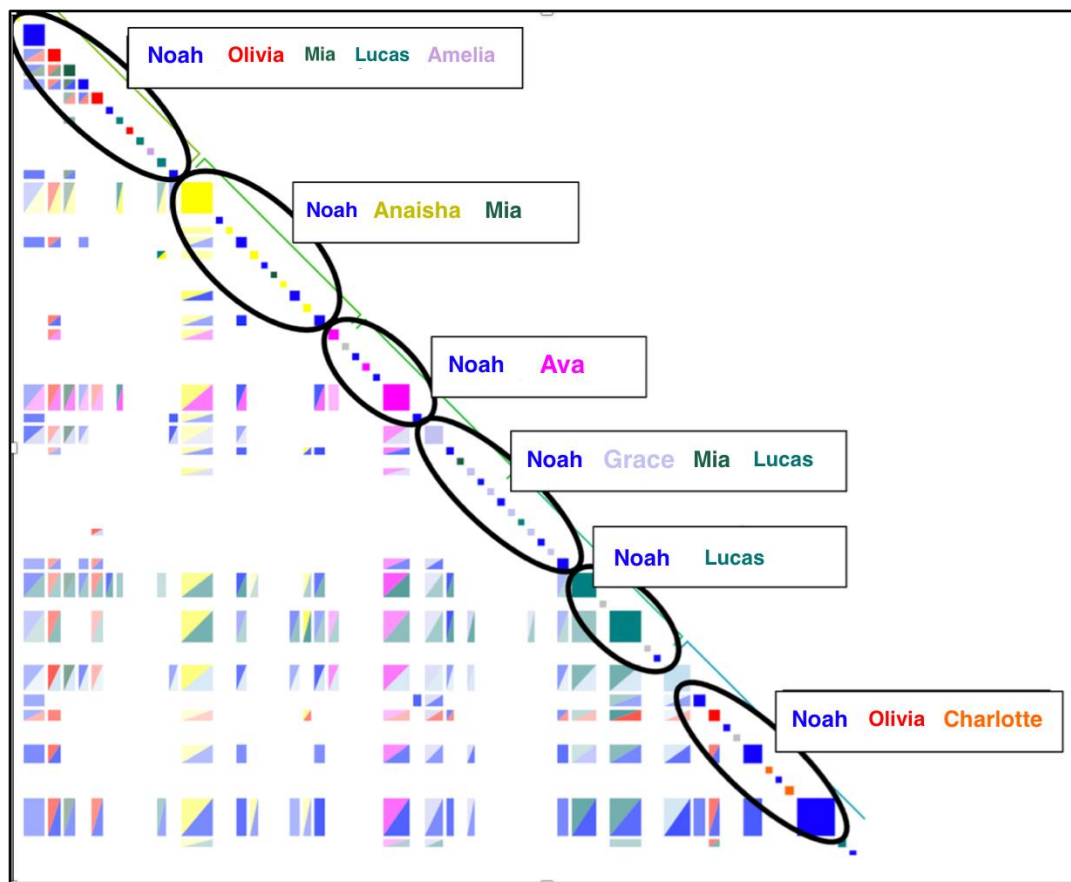 Noah Olivia Mia Lucas Amelia
Noah Anaisha Mia
Noah Ava
Noah Grace Mia Lucas
Noah Lucas
Noah Olivia Charlotte